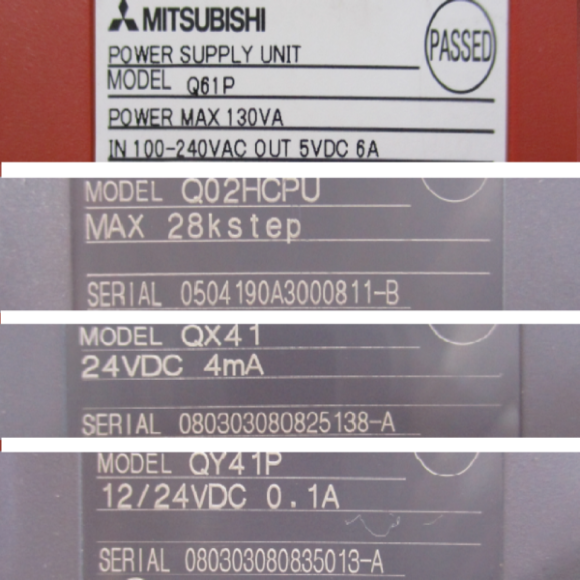 MITSUBISHI
POWER SUPPLY UNIT
PASSED
MODEL Q61P
POWER MAX 130VA
IN 100-240VAC OUT 5VDC 6A
MODEL Q02HCPU
MAX 28kstep
SERIAL 0504190A3000811-B
MODEL QX41
24VDC 4mA
SERIAL 080303080825138-A
MODEL QY41P
12/24VDC 0.1A
SERIAL 080303080835013-A